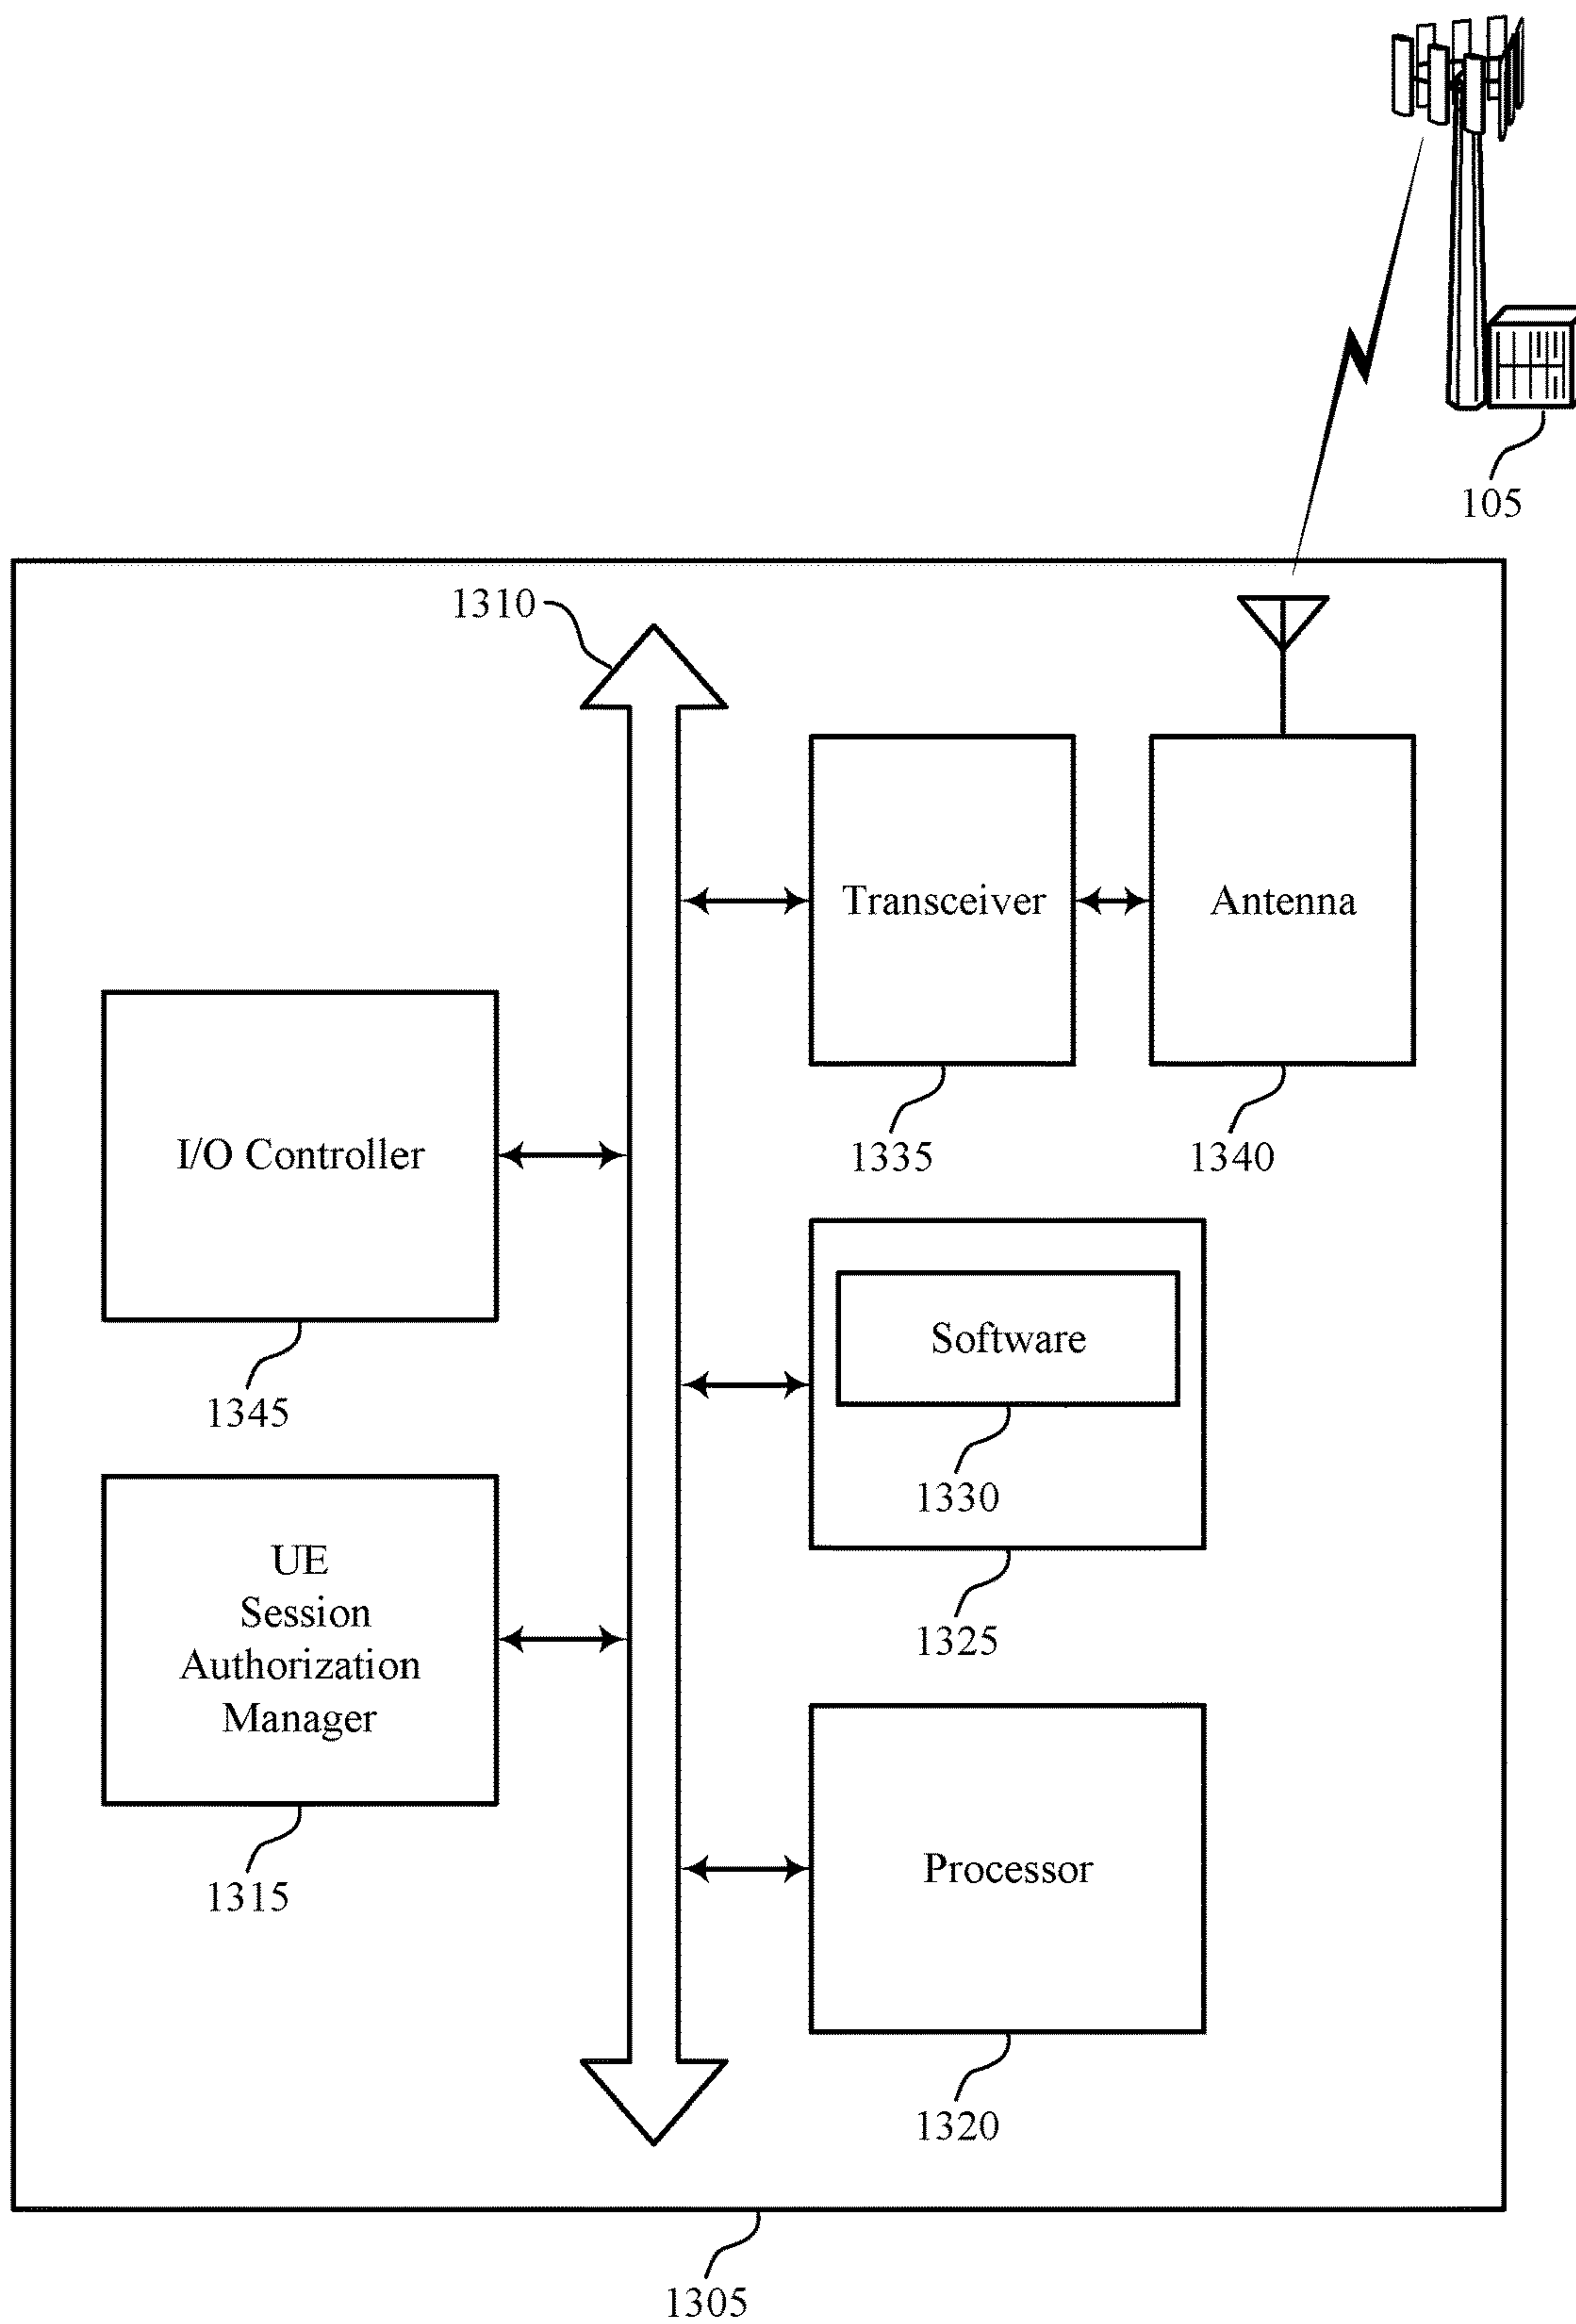 105
1310
Transceiver
Antenna
1335
1340
I/O Controller
1345
Software
1330
1325
UE
Session
Authorization
Manager
1315
Processor
1320
1305